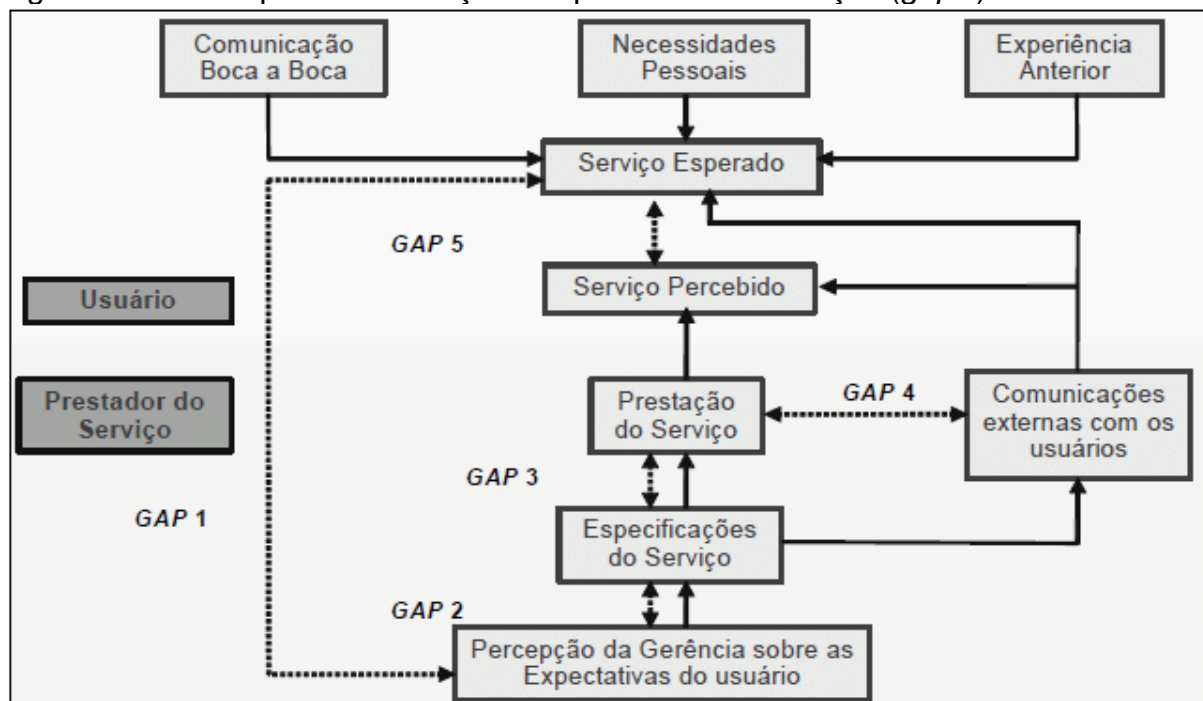 Comunicação
Boca a Boca
Necessidades
Pessoais
Experiência
Anterior
Serviço Esperado
GAP 5
Serviço Percebido
Usuário
Prestador do
Serviço
Prestação
do Serviço
GAP 4
Comunicações
externas com os
usuários
GAP 3
GAP 1
Especificações
do Serviço
GAP 2
Percepção da Gerência sobre as
Expectativas do usuário